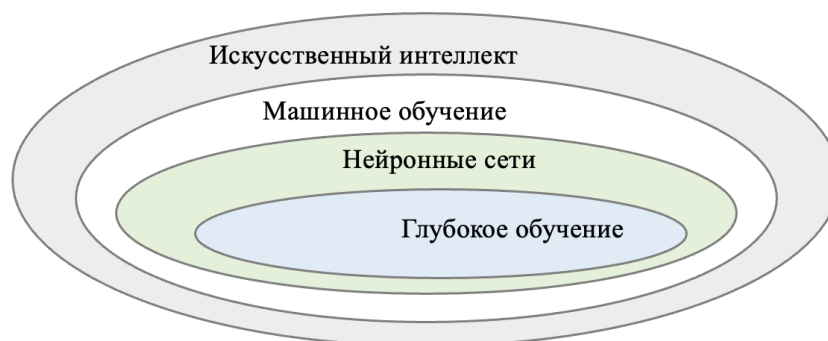 Искусственный интеллект
Машинное обучение
Нейронные сети
Глубокое обучение